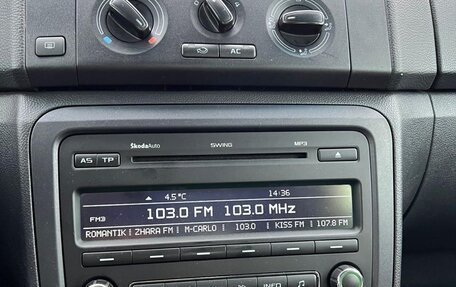 AC
ŠkodaAuto SWING MP3
AS TP
4.5°C 14:36
FM3 103.0 FM 103.0 MHz
ROMANTIK ZHARA FM M-CARLO 103.0 KISS FM 107.8 FM
INFO